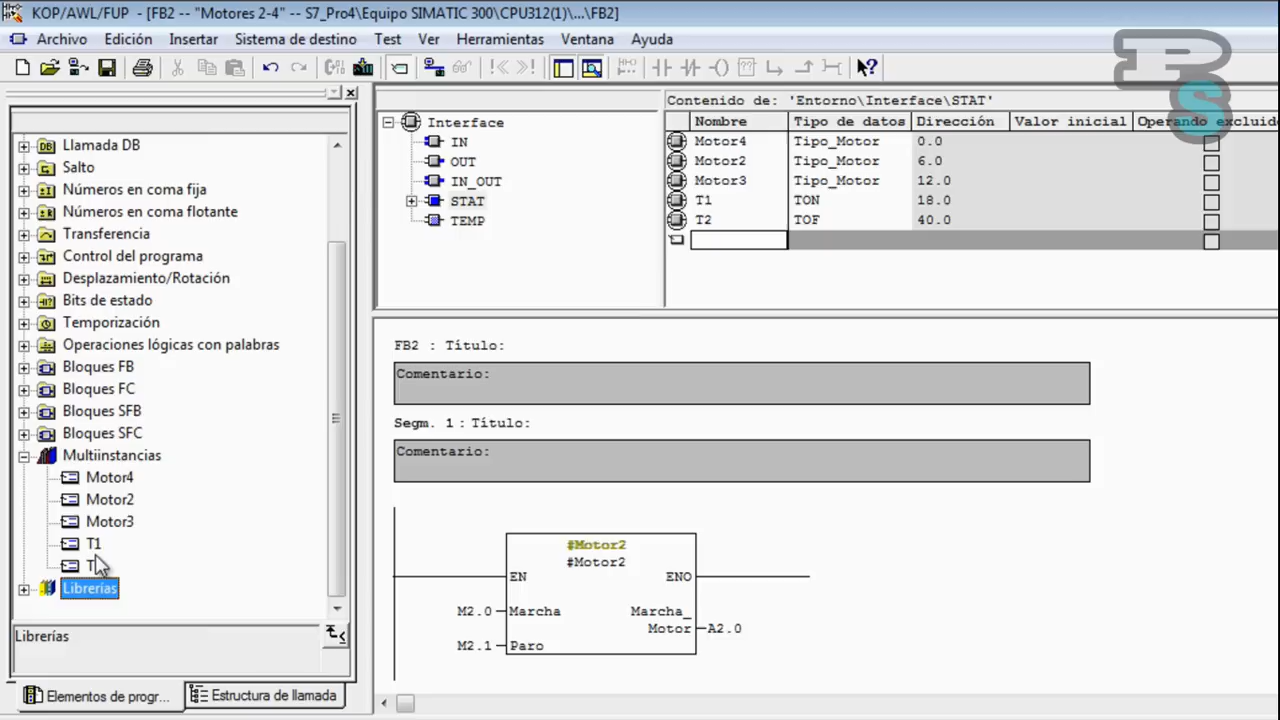 KOP/AWL/FUP - [FB2 -- "Motores 2-4" -- S7_Pro4\Equipo SIMATIC 300\CPU312(1)\...\FB2]
Archivo Edición Insertar Sistema de destino Test Ver Herramientas Ventana Ayuda
PS
Llamada DB
Salto
Números en coma fija
Números en coma flotante
Transferencia
Control del programa
Desplazamiento/Rotación
Bits de estado
Temporización
Operaciones lógicas con palabras
Bloques FB
Bloques FC
Bloques SFB
Bloques SFC
Multiinstancias
Motor4
Motor2
Motor3
T1
Librerías
Librerías
Elementos de progr... Estructura de llamada
Interface
IN
OUT
IN_OUT
STAT
TEMP
Contenido de: 'Entorno\Interface\STAT'
Nombre Tipo de datos Dirección Valor inicial Operando excluido
Motor4 Tipo_Motor 0.0
Motor2 Tipo_Motor 6.0
Motor3 Tipo_Motor 12.0
T1 TON 18.0
T2 TOF 40.0
FB2 : Título:
Comentario:
Segm. 1 : Título:
Comentario:
#Motor2
#Motor2
EN ENO
M2.0 Marcha Marcha_
Motor A2.0
M2.1 Paro